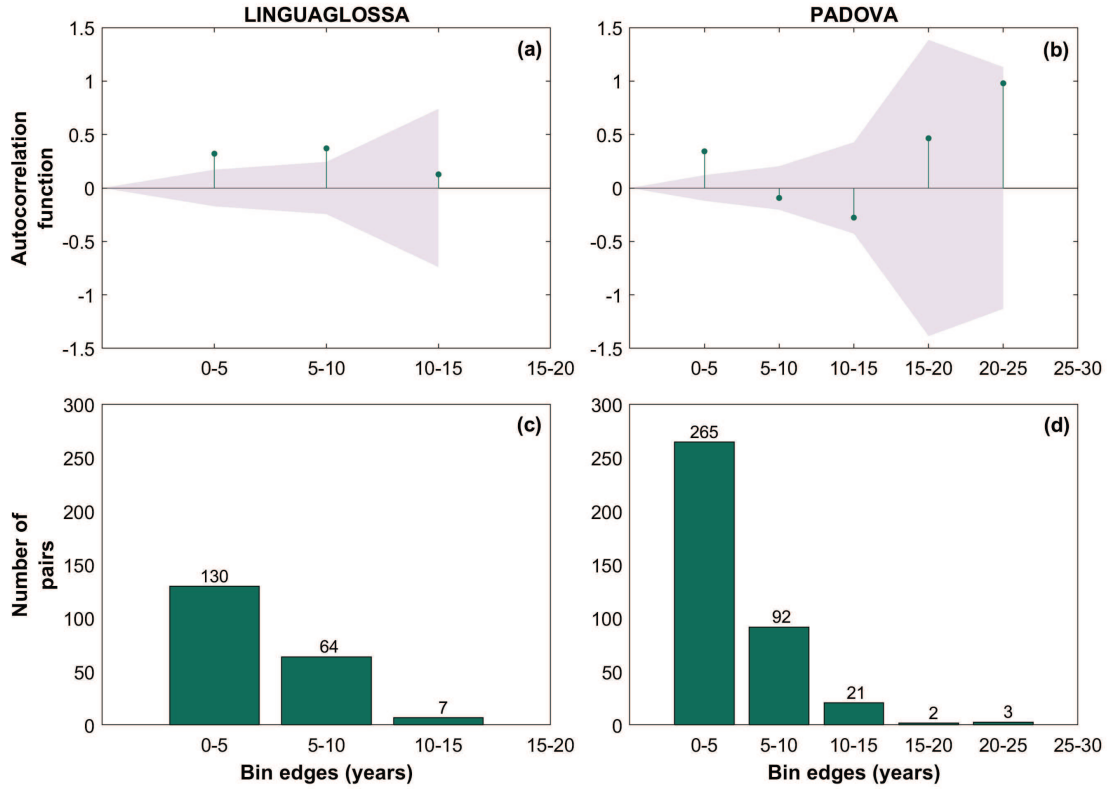 LINGUAGLOSSA
(a)
Autocorrelation
function
1.5
1
0.5
0
-0.5
-1
-1.5
0-5 5-10 10-15 15-20
PADOVA
(b)
1.5
1
0.5
0
-0.5
-1
-1.5
0-5 5-10 10-15 15-20 20-25 25-30
(c)
Number of
pairs
300
250
200
150
100
50
0
130
64
7
0-5 5-10 10-15 15-20
Bin edges (years)
(d)
300
250
200
150
100
50
0
265
92
21
2
3
0-5 5-10 10-15 15-20 20-25 25-30
Bin edges (years)